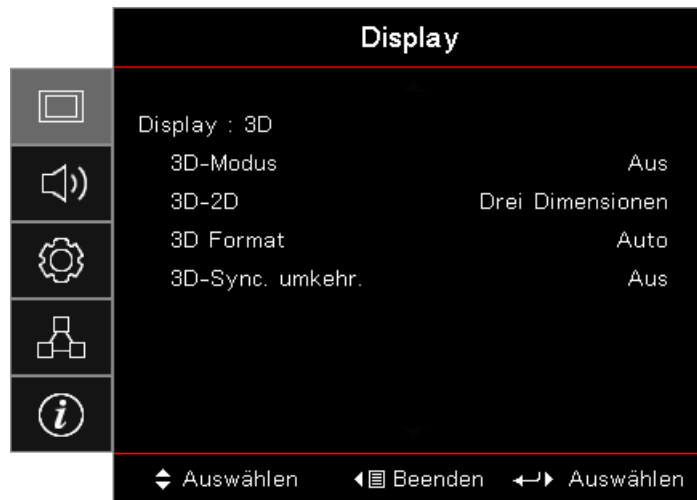 Display
Display : 3D
3D-Modus Aus
3D-2D Drei Dimensionen
3D Format Auto
3D-Sync. umkehr. Aus
Auswählen Beenden Auswählen